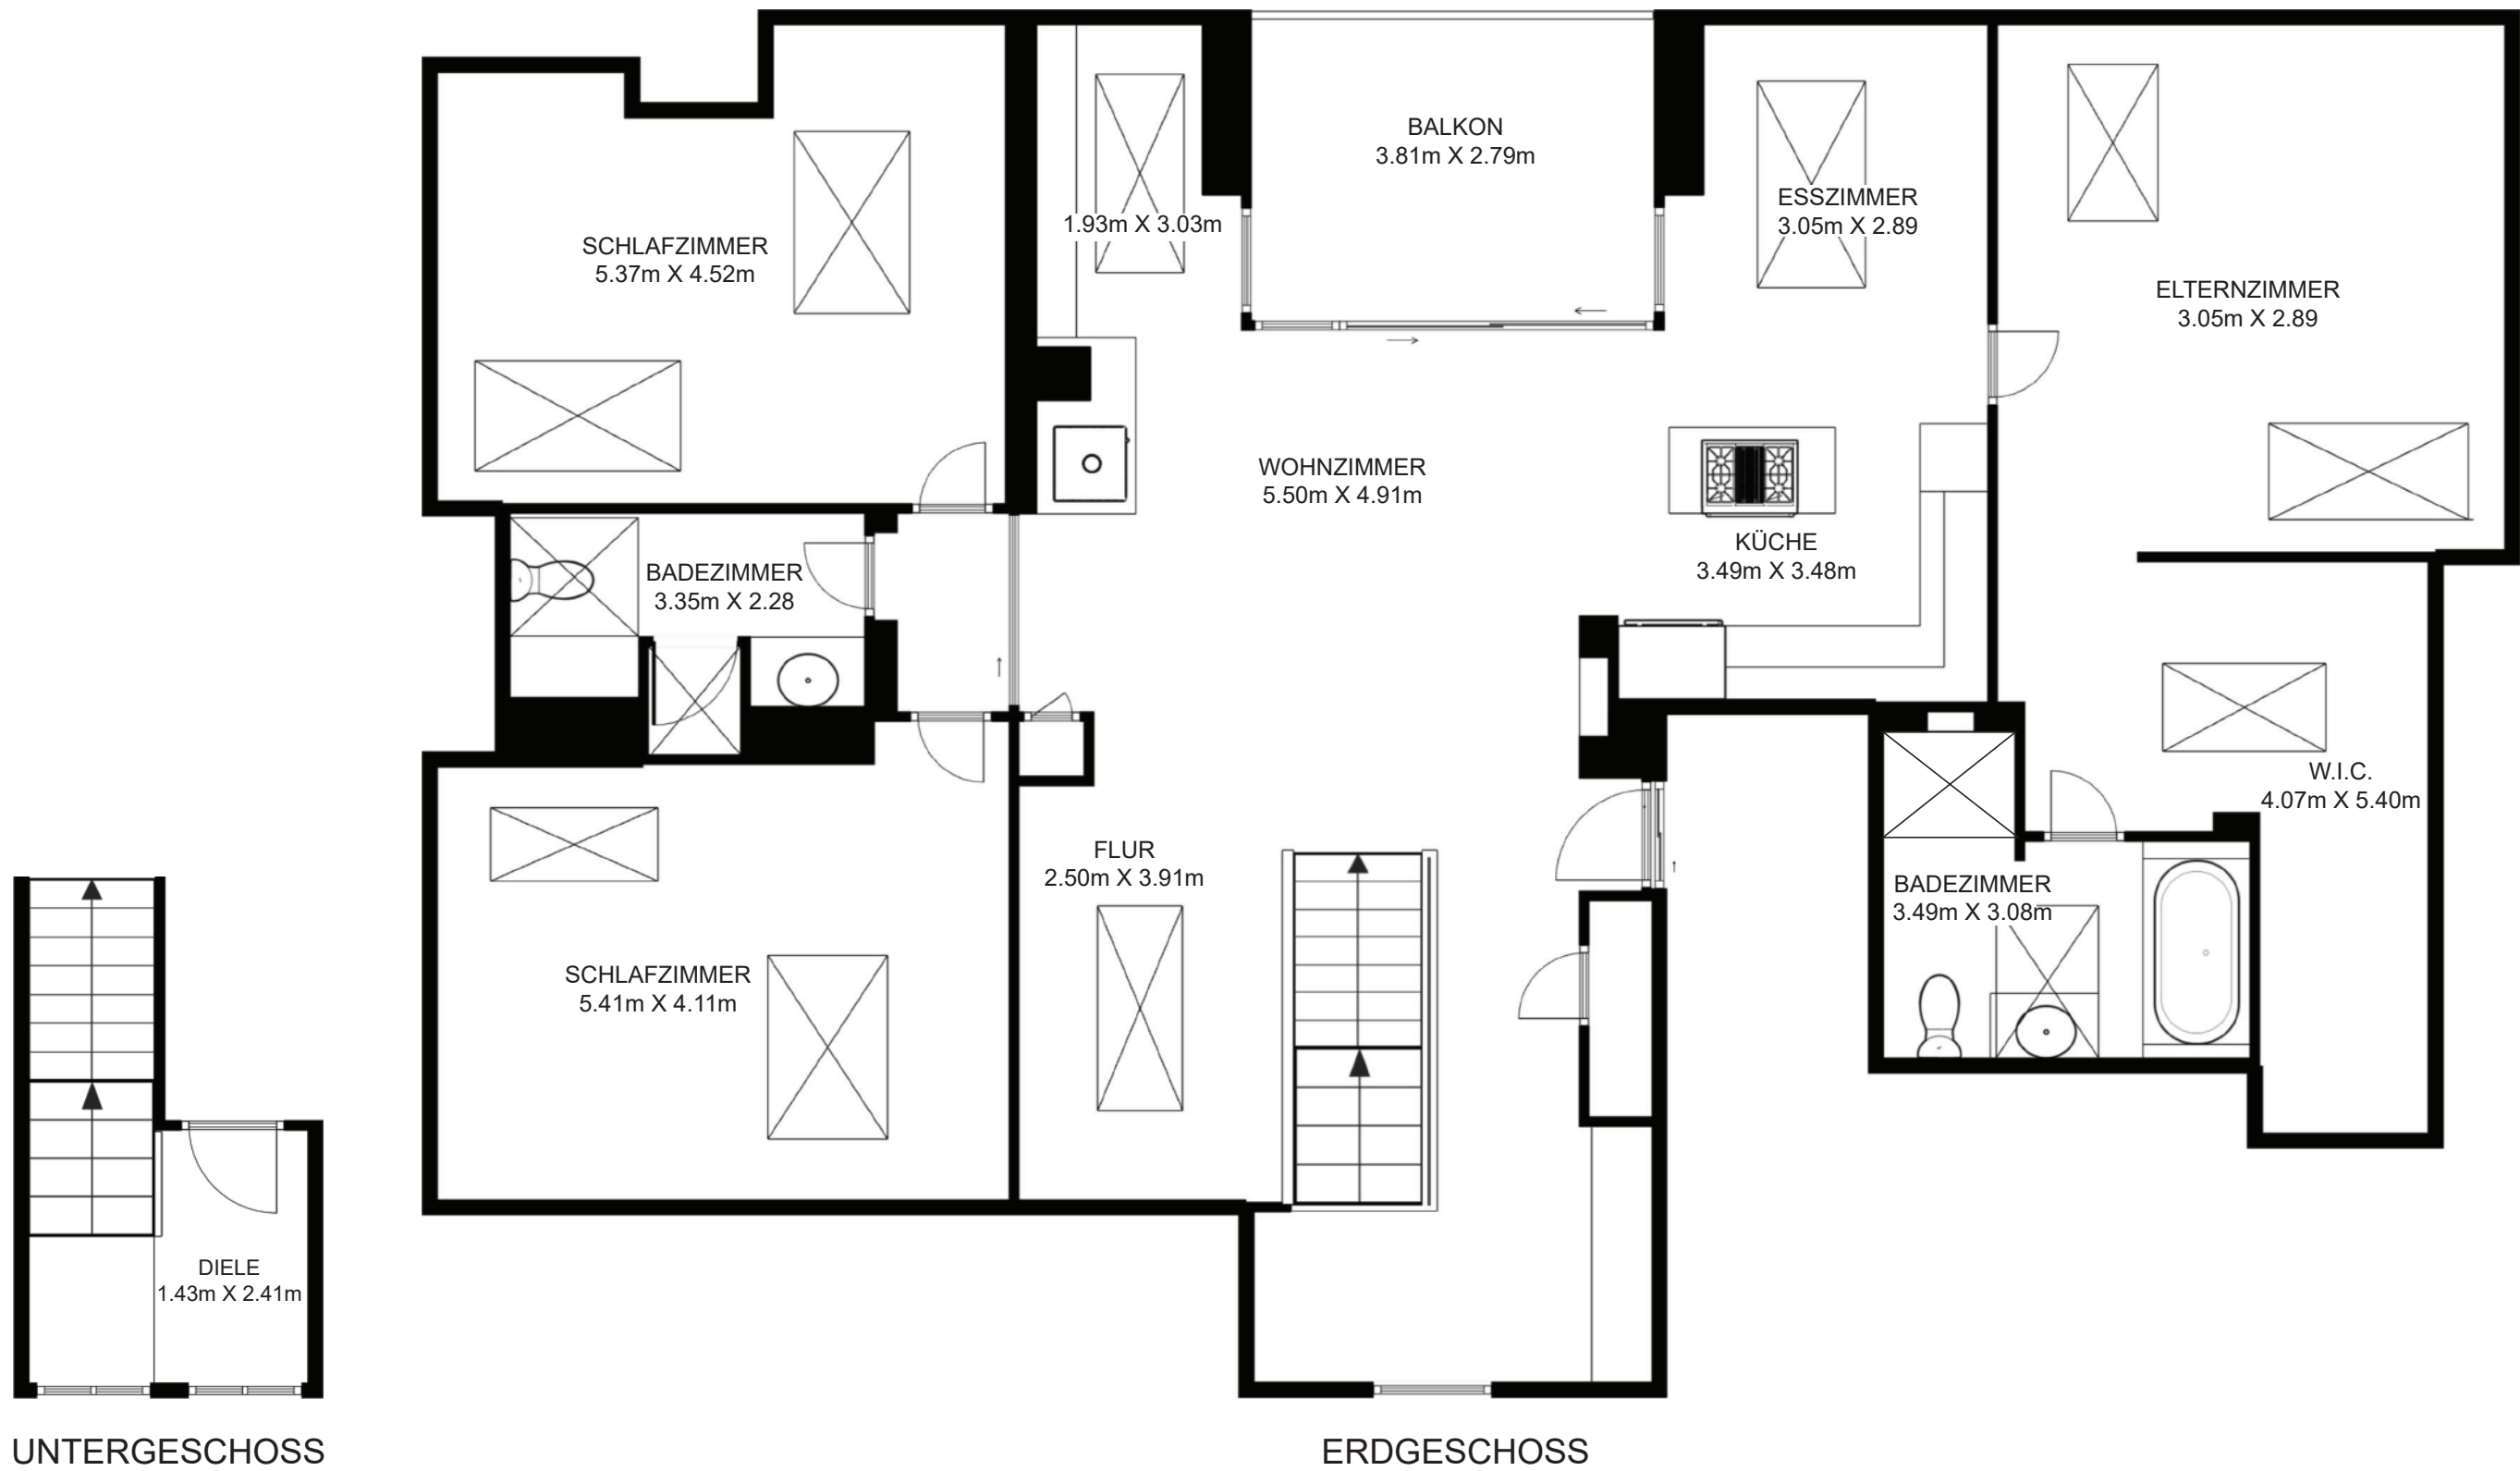 BALKON
3.81m X 2.79m
SCHLAFZIMMER
5.37m X 4.52m
1.93m X 3.03m
ESSZIMMER
3.05m X 2.89
ELTERNZIMMER
3.05m X 2.89
WOHNZIMMER
5.50m X 4.91m
KÜCHE
3.49m X 3.48m
BADEZIMMER
3.35m X 2.28
W.I.C.
4.07m X 5.40m
FLUR
2.50m X 3.91m
BADEZIMMER
3.49m X 3.08m
SCHLAFZIMMER
5.41m X 4.11m
DIELE
1.43m X 2.41m
UNTERGESCHOSS
ERDGESCHOSS